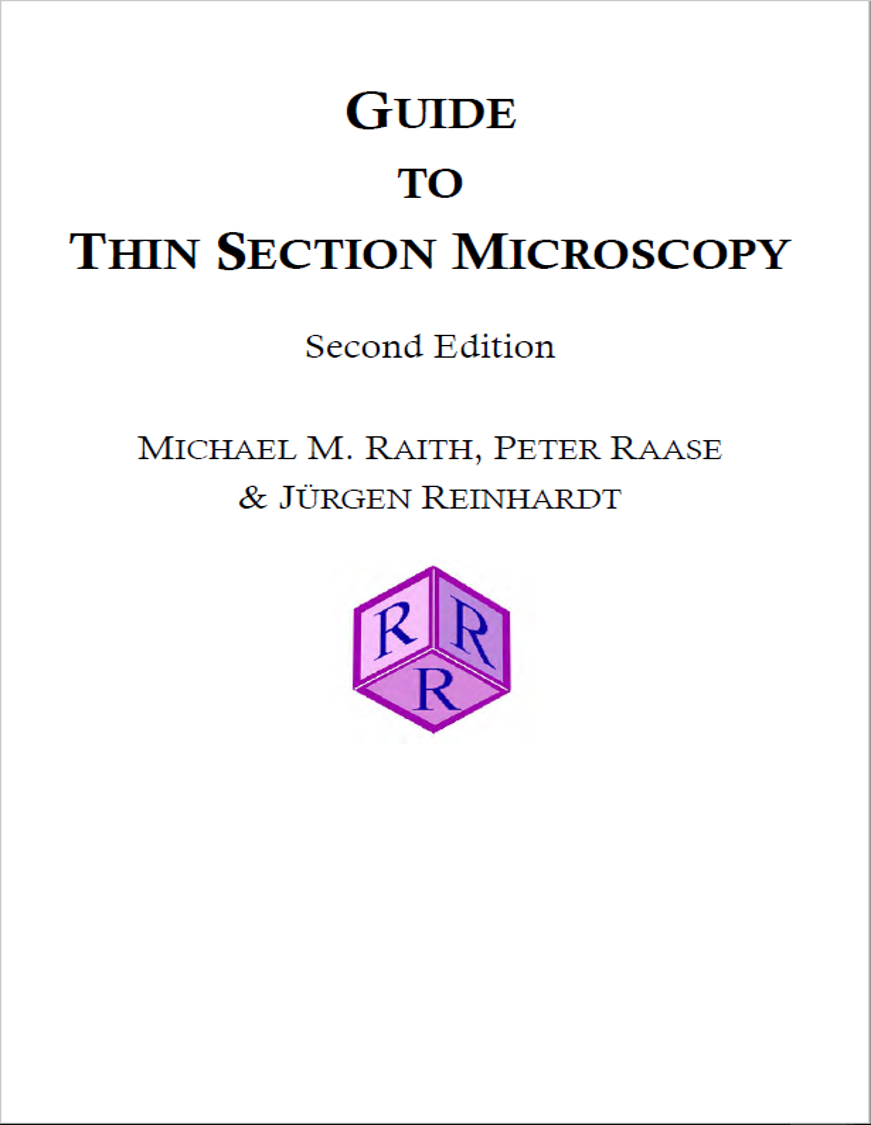 GUIDE
TO
THIN SECTION MICROSCOPY
Second Edition
MICHAEL M. RAITH, PETER RAASE
& JÜRGEN REINHARDT
R R
R